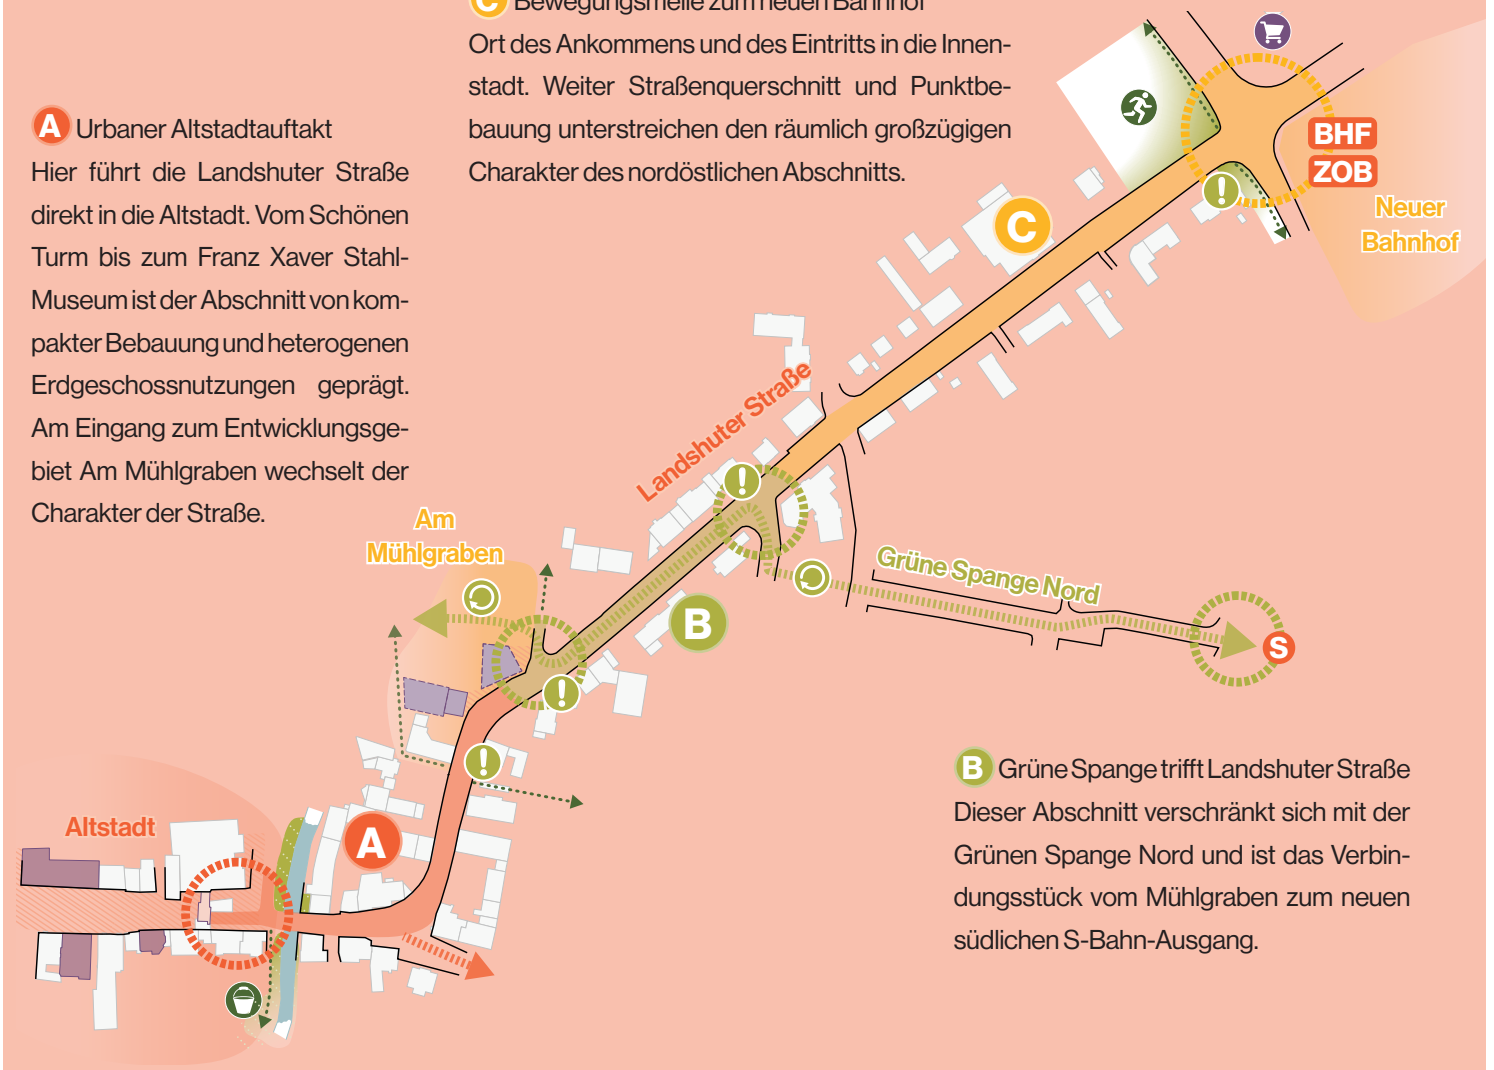 C Bewegungsmeile zum neuen Bahnhof
Ort des Ankommens und des Eintritts in die Innen-
stadt. Weiter Straßenquerschnitt und Punktbe-
bauung unterstreichen den räumlich großzügigen
Charakter des nordöstlichen Abschnitts.
A Urbaner Altstadtauftakt
Hier führt die Landshuter Straße
direkt in die Altstadt. Vom Schönen
Turm bis zum Franz Xaver Stahl-
Museum ist der Abschnitt von kom-
pakter Bebauung und heterogenen
Erdgeschossnutzungen geprägt.
Am Eingang zum Entwicklungsge-
biet Am Mühlgraben wechselt der
Charakter der Straße.
BHF
ZOB
Neuer
Bahnhof
!
C
Landshuter Straße
!
Am
Mühlgraben
Grüne Spange Nord
B
S
!
!
Altstadt
A
B Grüne Spange trifft Landshuter Straße
Dieser Abschnitt verschränkt sich mit der
Grünen Spange Nord und ist das Verbin-
dungsstück vom Mühlgraben zum neuen
südlichen S-Bahn-Ausgang.